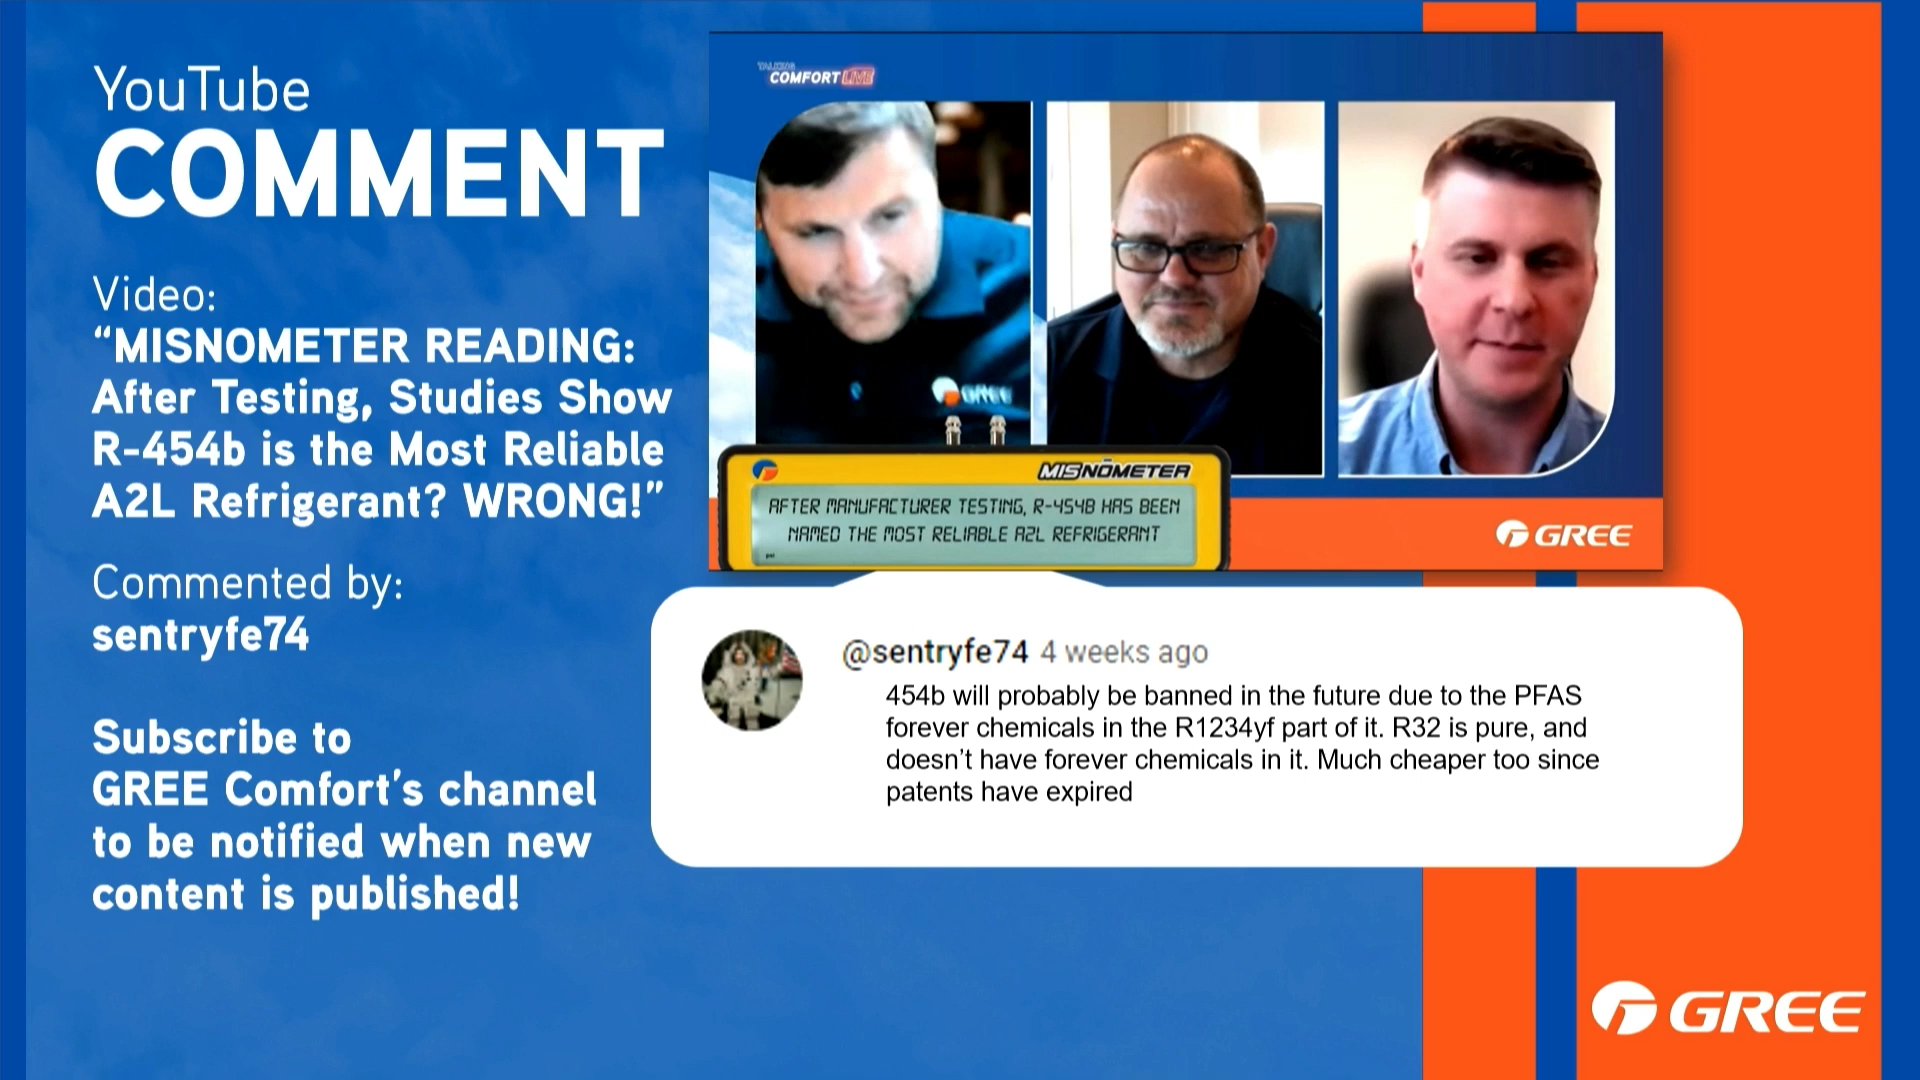 YouTube
COMMENT
Video:
“MISNOMETER READING:
After Testing, Studies Show
R-454b is the Most Reliable
A2L Refrigerant? WRONG!”
Commented by:
sentryfe74
Subscribe to
GREE Comfort’s channel
to be notified when new
content is published!
TALKING
COMFORT LIVE
GREE
MISNOMETER
AFTER MANUFACTURER TESTING, R-454B HAS BEEN
NAMED THE MOST RELIABLE A2L REFRIGERANT
GREE
@sentryfe74 4 weeks ago
454b will probably be banned in the future due to the PFAS
forever chemicals in the R1234yf part of it. R32 is pure, and
doesn’t have forever chemicals in it. Much cheaper too since
patents have expired
GREE